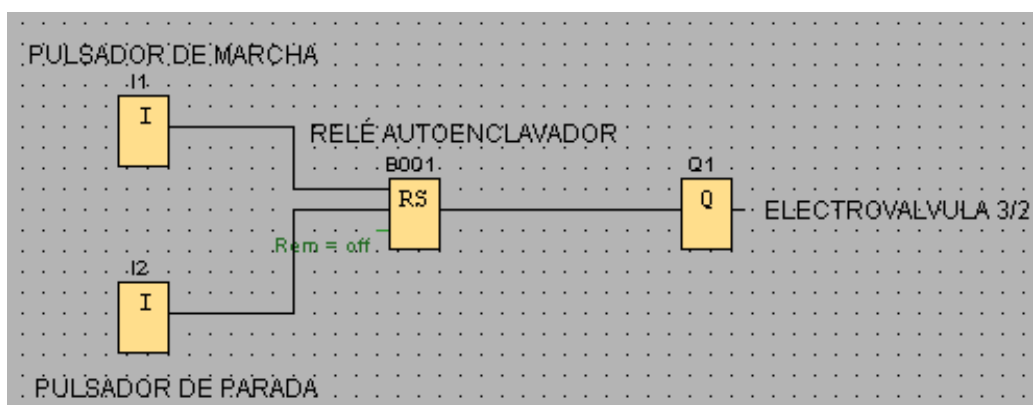 PULSADOR DE MARCHA
I1
I
RELÉ AUTOENCLAVADOR
B001
RS
Rem = off
Q1
Q
ELECTROVALVULA 3/2
I2
I
PULSADOR DE PARADA